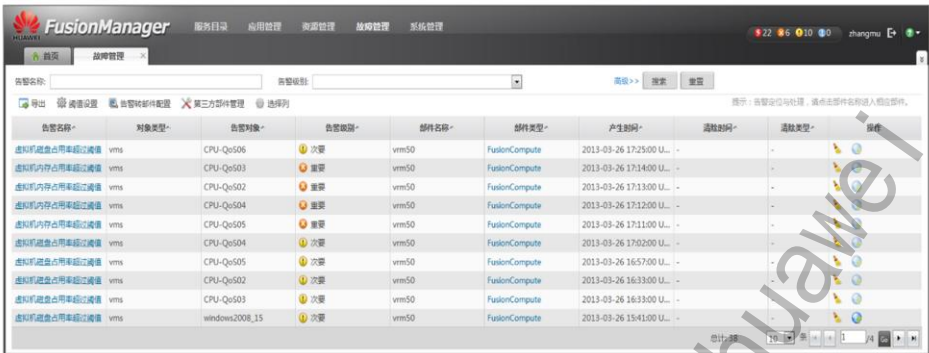 HUAWEI
FusionManager
服务目录 应用管理 资源管理 故障管理 系统管理
22 6 10 0 zhangmu
首页 故障管理 ×
告警名称: 告警级别: 高级>> 搜索 重置
导出 阈值设置 告警转部件配置 第三方部件管理 选择列
提示:告警定位与处理,请点击部件名称进入相应部件。
告警名称 对象类型 告警对象 告警级别 部件名称 部件类型 产生时间 清除时间 清除类型 操作
虚拟机磁盘占用率超过阈值 vms CPU-QoS06 次要 vrm50 FusionCompute 2013-03-26 17:25:00 U... - -
虚拟机内存占用率超过阈值 vms CPU-QoS03 重要 vrm50 FusionCompute 2013-03-26 17:14:00 U... - -
虚拟机内存占用率超过阈值 vms CPU-QoS02 重要 vrm50 FusionCompute 2013-03-26 17:13:00 U... - -
虚拟机内存占用率超过阈值 vms CPU-QoS04 重要 vrm50 FusionCompute 2013-03-26 17:12:00 U... - -
虚拟机内存占用率超过阈值 vms CPU-QoS05 重要 vrm50 FusionCompute 2013-03-26 17:11:00 U... - -
虚拟机磁盘占用率超过阈值 vms CPU-QoS04 次要 vrm50 FusionCompute 2013-03-26 17:02:00 U... - -
虚拟机磁盘占用率超过阈值 vms CPU-QoS05 次要 vrm50 FusionCompute 2013-03-26 16:57:00 U... - -
虚拟机磁盘占用率超过阈值 vms CPU-QoS02 次要 vrm50 FusionCompute 2013-03-26 16:33:00 U... - -
虚拟机磁盘占用率超过阈值 vms CPU-QoS03 次要 vrm50 FusionCompute 2013-03-26 16:33:00 U... - -
虚拟机磁盘占用率超过阈值 vms windows2008_15 次要 vrm50 FusionCompute 2013-03-26 15:41:00 U... - -
总计:38 10 条 1 /4 Go
huawei